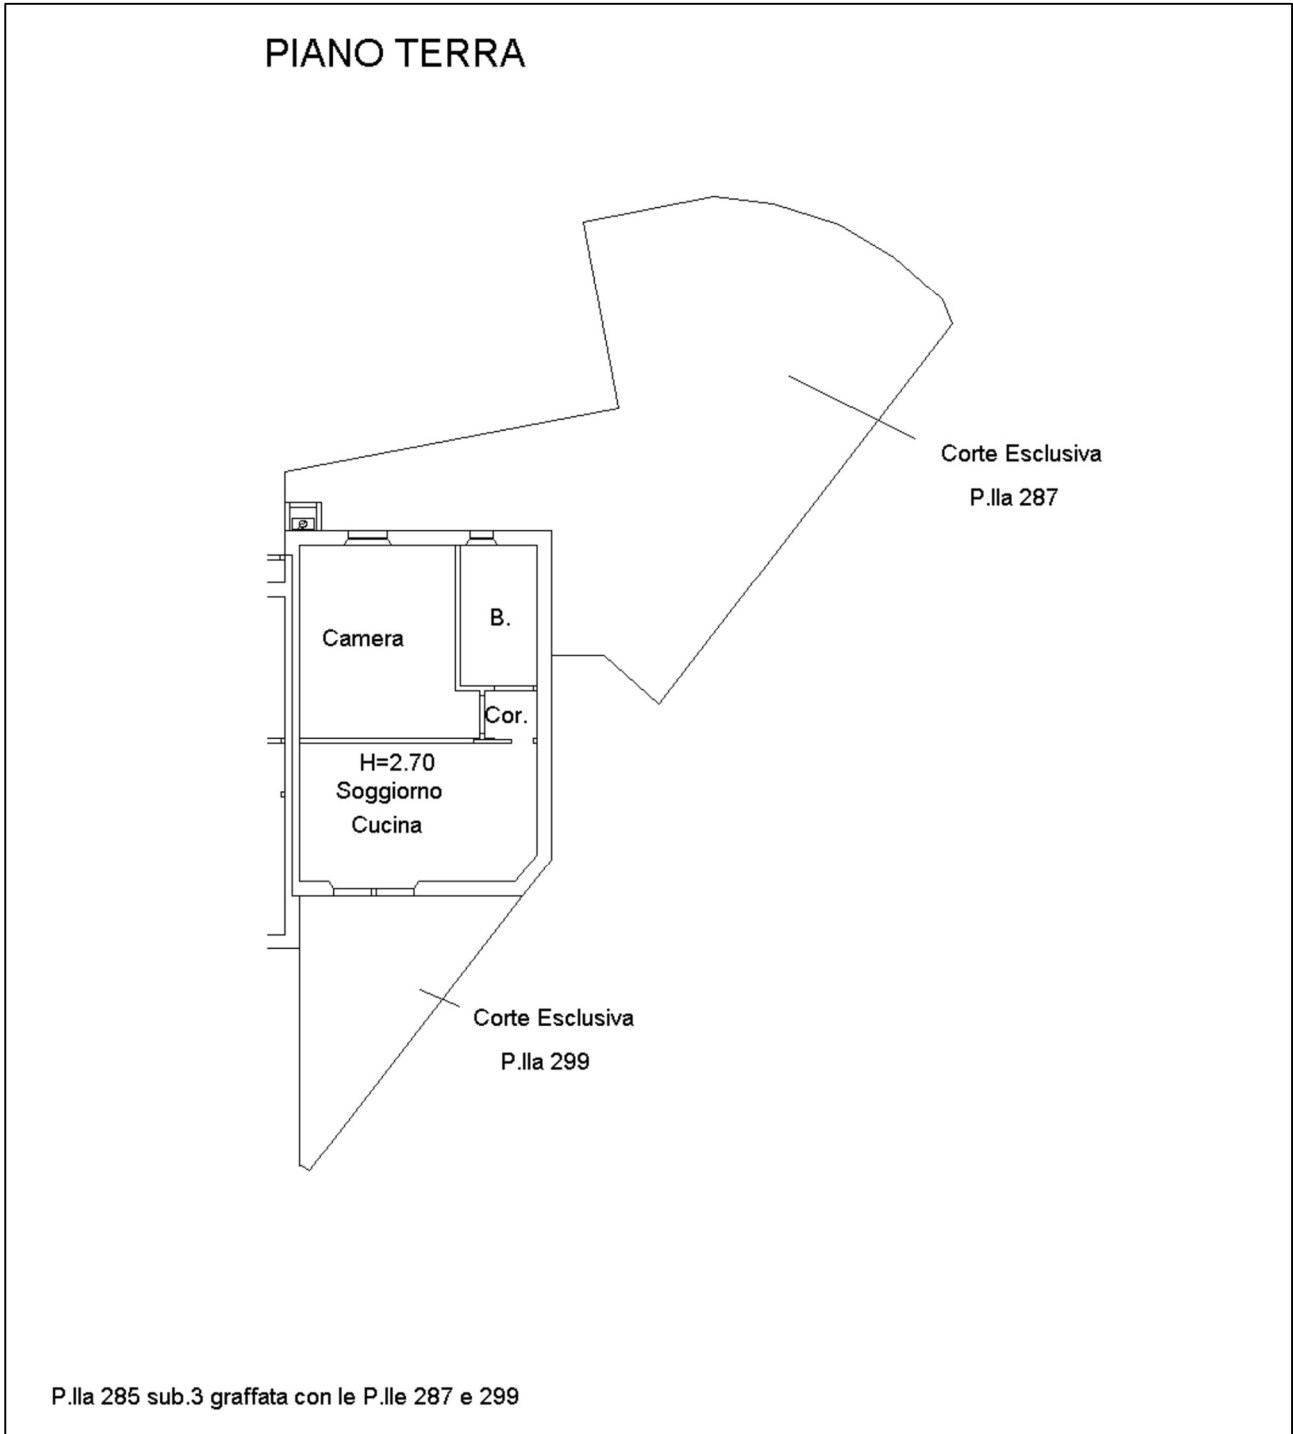 PIANO TERRA
Corte Esclusiva
P.lla 287
B.
Camera
Cor.
H=2.70
Soggiorno
Cucina
Corte Esclusiva
P.lla 299
P.lla 285 sub.3 graffata con le P.lle 287 e 299